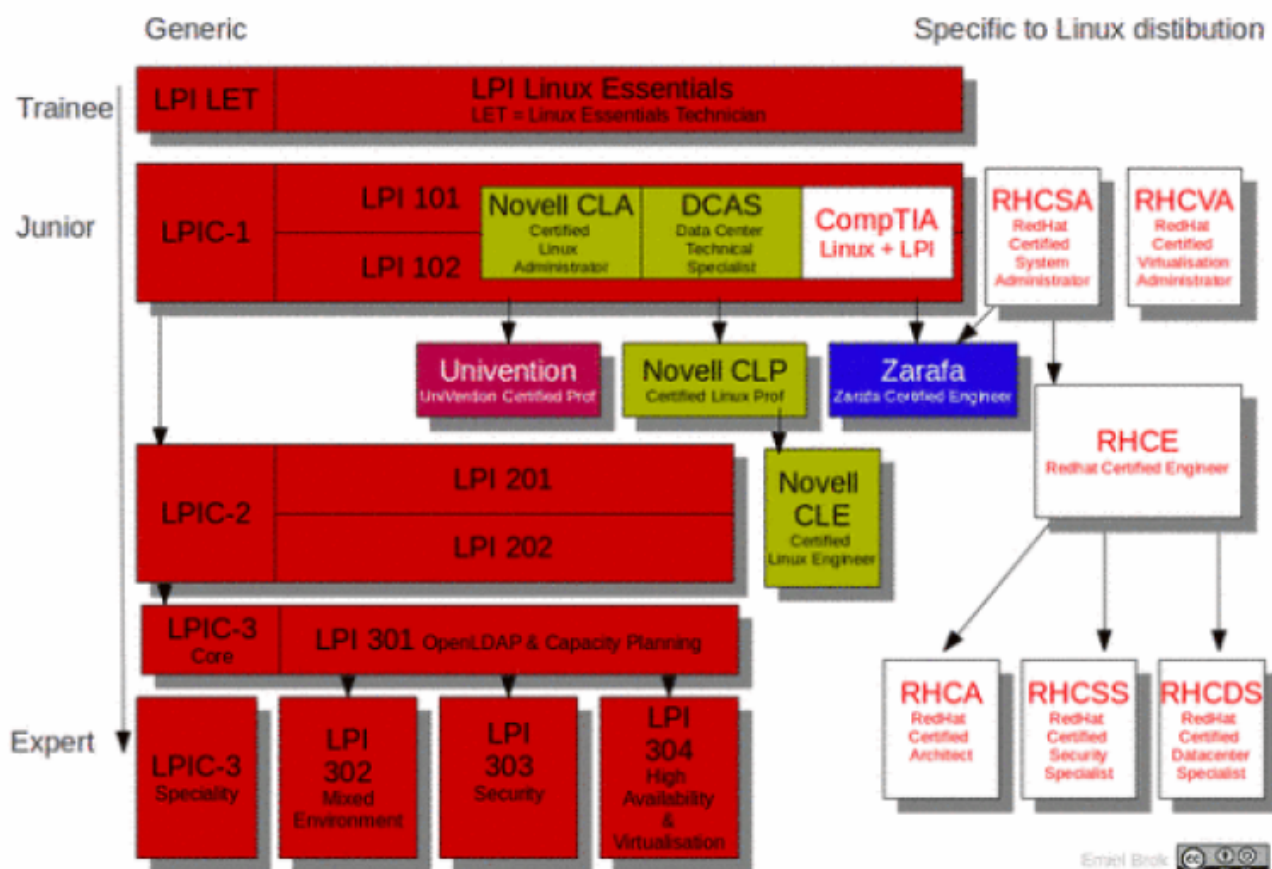 Generic
Specific to Linux distibution
Trainee
LPI LET
LPI Linux Essentials
LET = Linux Essentials Technician
Junior
LPIC-1
LPI 101
LPI 102
Novell CLA
Certified
Linux
Administrator
DCAS
Data Center
Technical
Specialist
CompTIA
Linux + LPI
RHCSA
RedHat
Certified
System
Administrator
RHCVA
RedHat
Certified
Virtualisation
Administrator
Univention
UniVention Certified Prof
Novell CLP
Certified Linux Prof
Zarafa
Zarafa Certified Engineer
RHCE
Redhat Certified Engineer
LPIC-2
LPI 201
LPI 202
Novell
CLE
Certified
Linux Engineer
LPIC-3
Core
LPI 301 OpenLDAP & Capacity Planning
Expert
LPIC-3
Speciality
LPI
302
Mixed
Environment
LPI
303
Security
LPI
304
High
Availability
&
Virtualisation
RHCA
RedHat
Certified
Architect
RHCSS
RedHat
Certified
Security
Specialist
RHCDS
RedHat
Certified
Datacenter
Specialist
Emiel Brok
cc